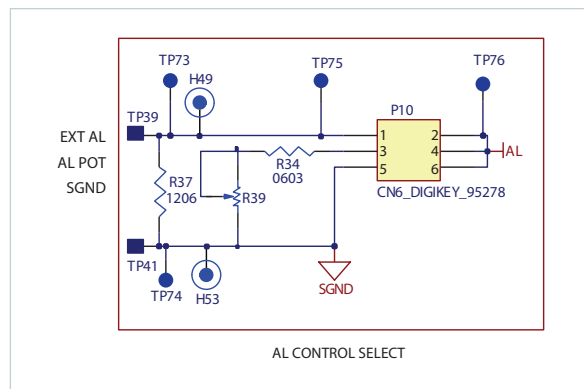 TP73
H49
TP75
TP76
TP39
P10
EXT AL
AL POT
SGND
1 2
3 4
5 6
AL
R34
0603
R37
1206
R39
CN6_DIGIKEY_95278
TP41
TP74
H53
SGND
AL CONTROL SELECT